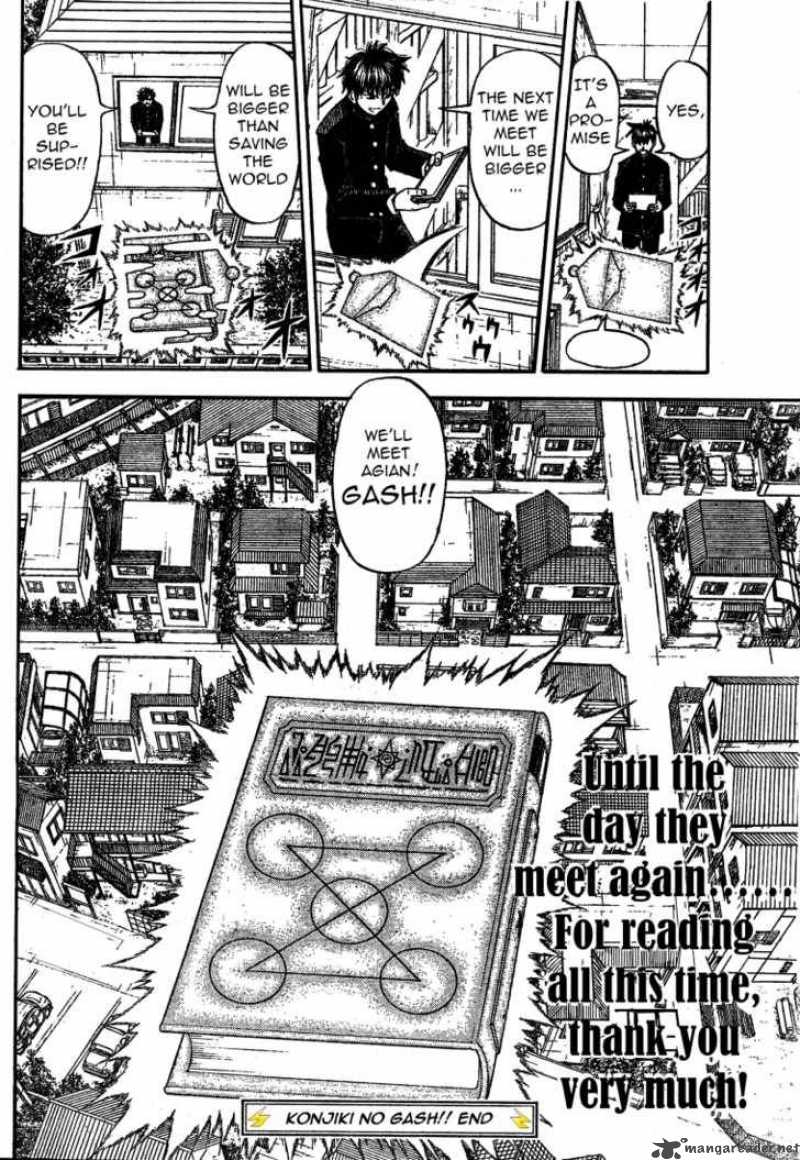 YES,
IT'S
A
PRO-
MISE
THE NEXT
TIME WE
MEET
WILL BE
BIGGER
...
WILL
BE
BIGGER
THAN
SAVING
THE
WORLD
YOU'LL
BE
SUP-
RISED!!
WE'LL
MEET
AGIAN!
GASH!!
Until the
day they
meet again......
For reading
all this time,
thank you
very much!
KONJIKI NO GASH!! END
mangareader.net